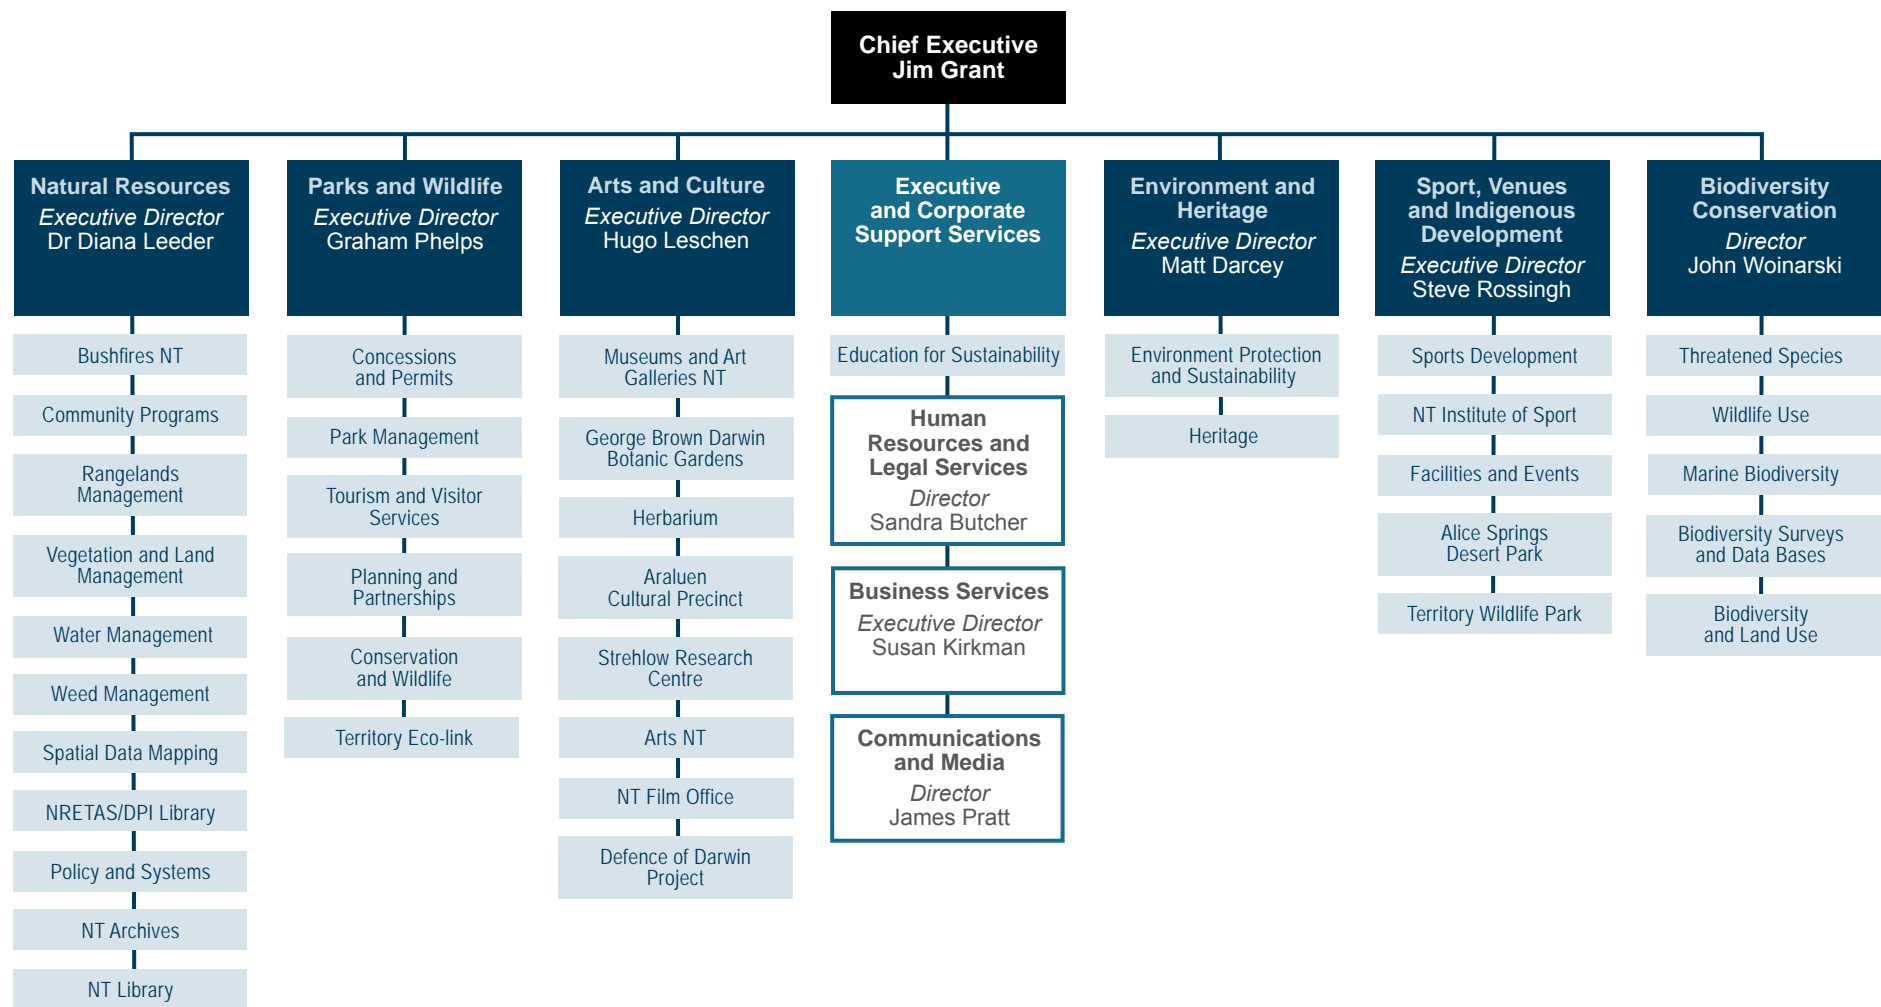 Chief Executive
Jim Grant
Natural Resources
Executive Director
Dr Diana Leeder
Bushfires NT
Community Programs
Rangelands
Management
Vegetation and Land
Management
Water Management
Weed Management
Spatial Data Mapping
NRETAS/DPI Library
Policy and Systems
NT Archives
NT Library
Parks and Wildlife
Executive Director
Graham Phelps
Concessions
and Permits
Park Management
Tourism and Visitor
Services
Planning and
Partnerships
Conservation
and Wildlife
Territory Eco-link
Arts and Culture
Executive Director
Hugo Leschen
Museums and Art
Galleries NT
George Brown Darwin
Botanic Gardens
Herbarium
Araluen
Cultural Precinct
Strehlow Research
Centre
Arts NT
NT Film Office
Defence of Darwin
Project
Executive
and Corporate
Support Services
Education for Sustainability
Human
Resources and
Legal Services
Director
Sandra Butcher
Business Services
Executive Director
Susan Kirkman
Communications
and Media
Director
James Pratt
Environment and
Heritage
Executive Director
Matt Darcey
Environment Protection
and Sustainability
Heritage
Sport, Venues
and Indigenous
Development
Executive Director
Steve Rossingh
Sports Development
NT Institute of Sport
Facilities and Events
Alice Springs
Desert Park
Territory Wildlife Park
Biodiversity
Conservation
Director
John Woinarski
Threatened Species
Wildlife Use
Marine Biodiversity
Biodiversity Surveys
and Data Bases
Biodiversity
and Land Use